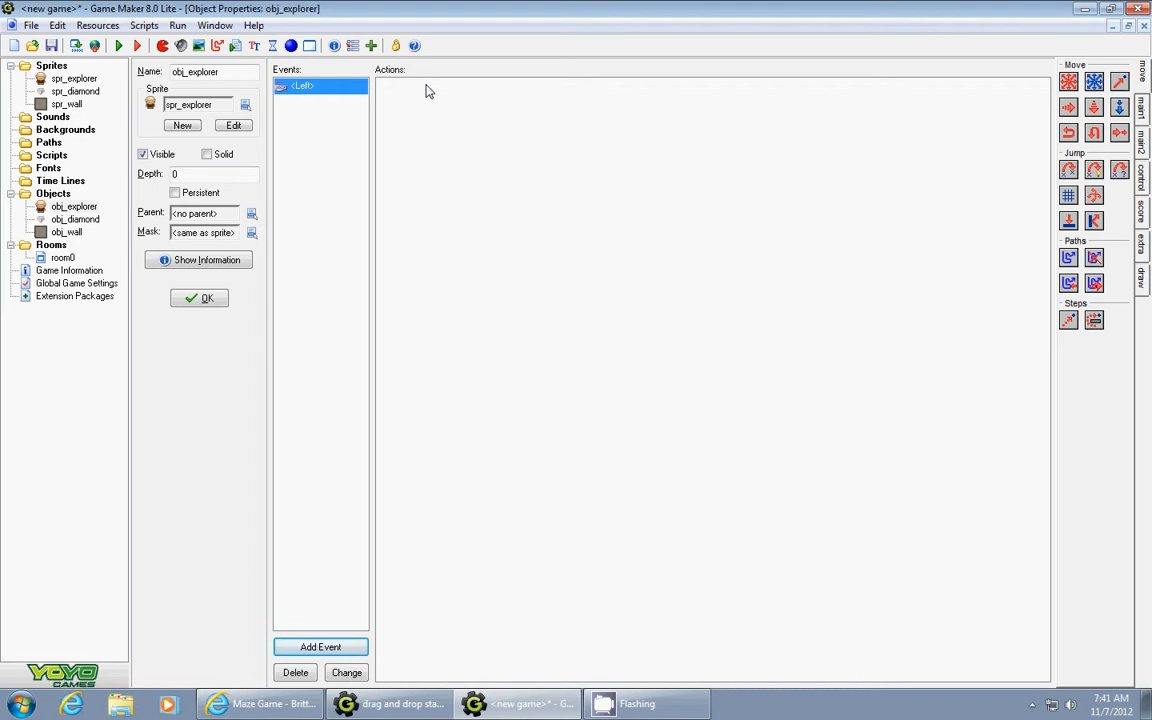 <new game>* - Game Maker 8.0 Lite - [Object Properties: obj_explorer]
File Edit Resources Scripts Run Window Help
Sprites
spr_explorer
spr_diamond
spr_wall
Sounds
Backgrounds
Paths
Scripts
Fonts
Time Lines
Objects
obj_explorer
obj_diamond
obj_wall
Rooms
room0
Game Information
Global Game Settings
Extension Packages
YOYO
GAMES
Name: obj_explorer
Sprite
spr_explorer
New Edit
Visible Solid
Depth: 0
Persistent
Parent: <no parent>
Mask: <same as sprite>
Show Information
OK
Events:
<Left>
Add Event
Delete Change
Actions:
Move
Jump
Paths
Steps
move
main1
main2
control
score
extra
draw
Maze Game - Britt...
drag and drop sta...
<new game>* - G...
Flashing
7:41 AM
11/7/2012